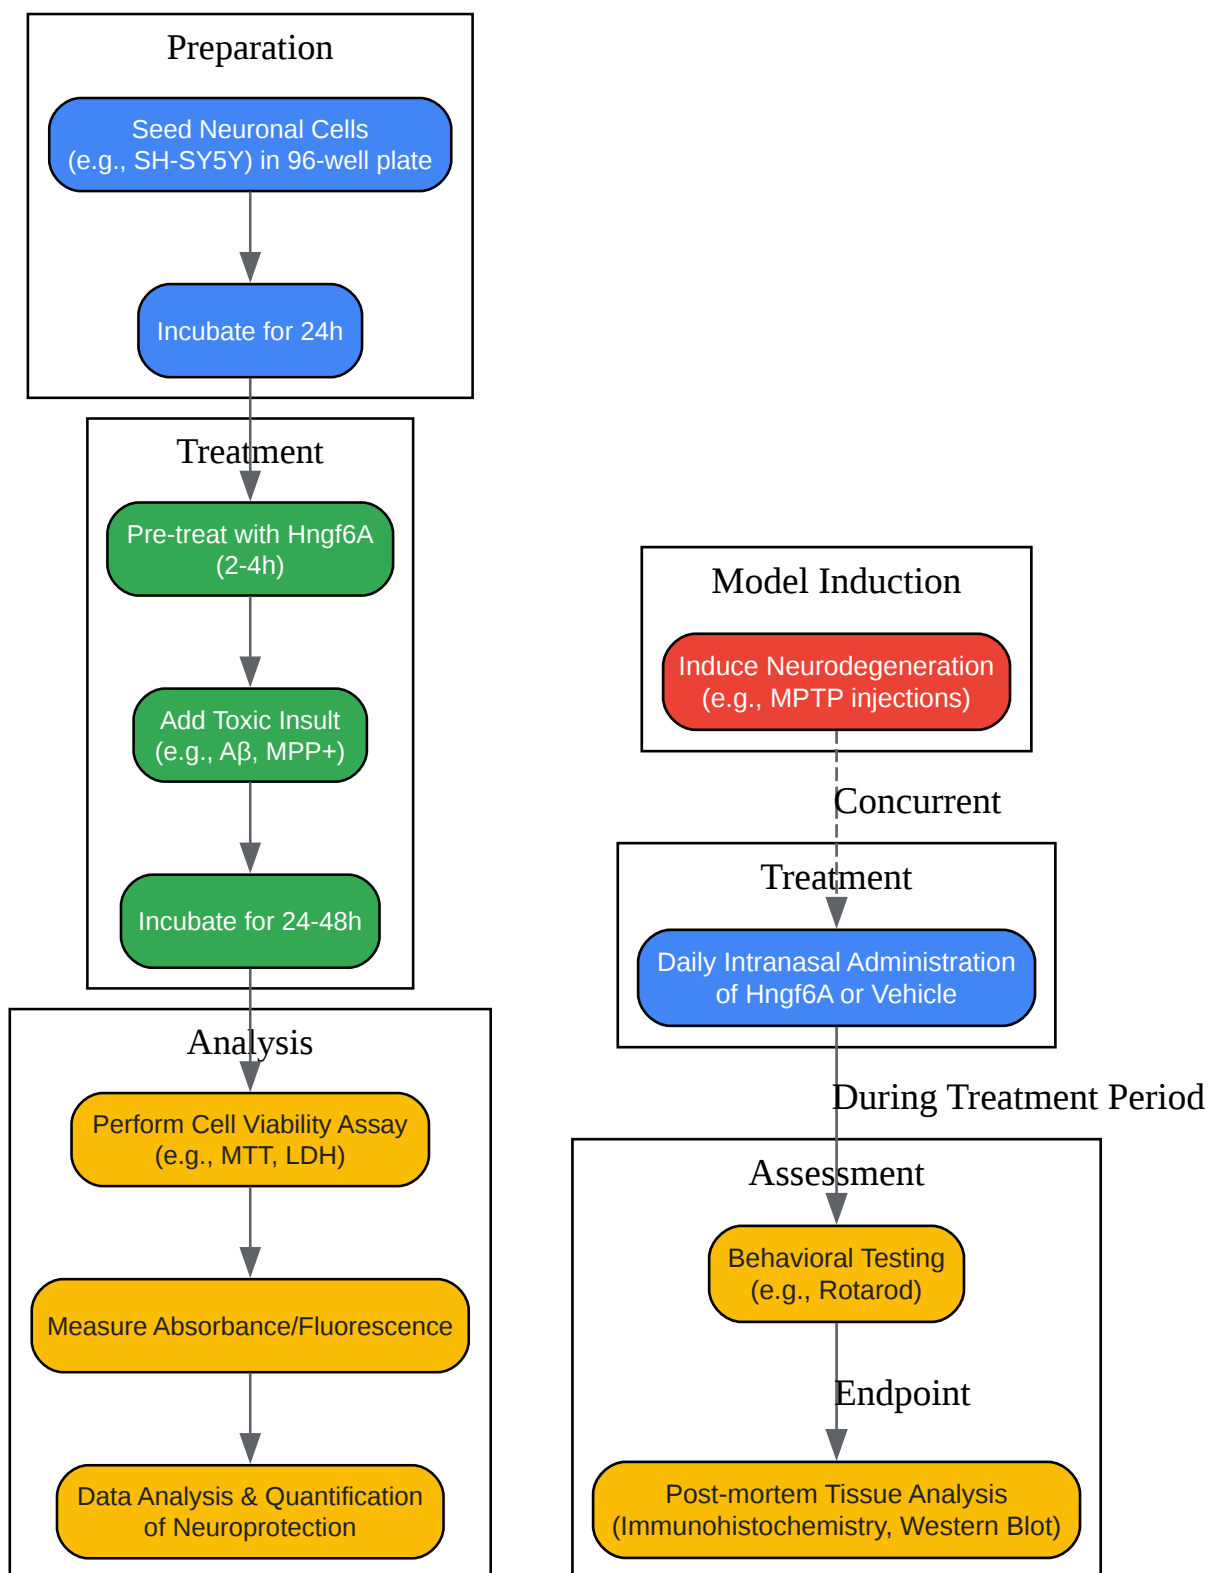 Preparation
Seed Neuronal Cells
(e.g., SH-SY5Y) in 96-well plate
Incubate for 24h
Treatment
Pre-treat with Hngf6A
(2-4h)
Add Toxic Insult
(e.g., Aβ, MPP+)
Incubate for 24-48h
Analysis
Perform Cell Viability Assay
(e.g., MTT, LDH)
Measure Absorbance/Fluorescence
Data Analysis & Quantification
of Neuroprotection
Model Induction
Induce Neurodegeneration
(e.g., MPTP injections)
Concurrent
Treatment
Daily Intranasal Administration
of Hngf6A or Vehicle
During Treatment Period
Assessment
Behavioral Testing
(e.g., Rotarod)
Endpoint
Post-mortem Tissue Analysis
(Immunohistochemistry, Western Blot)